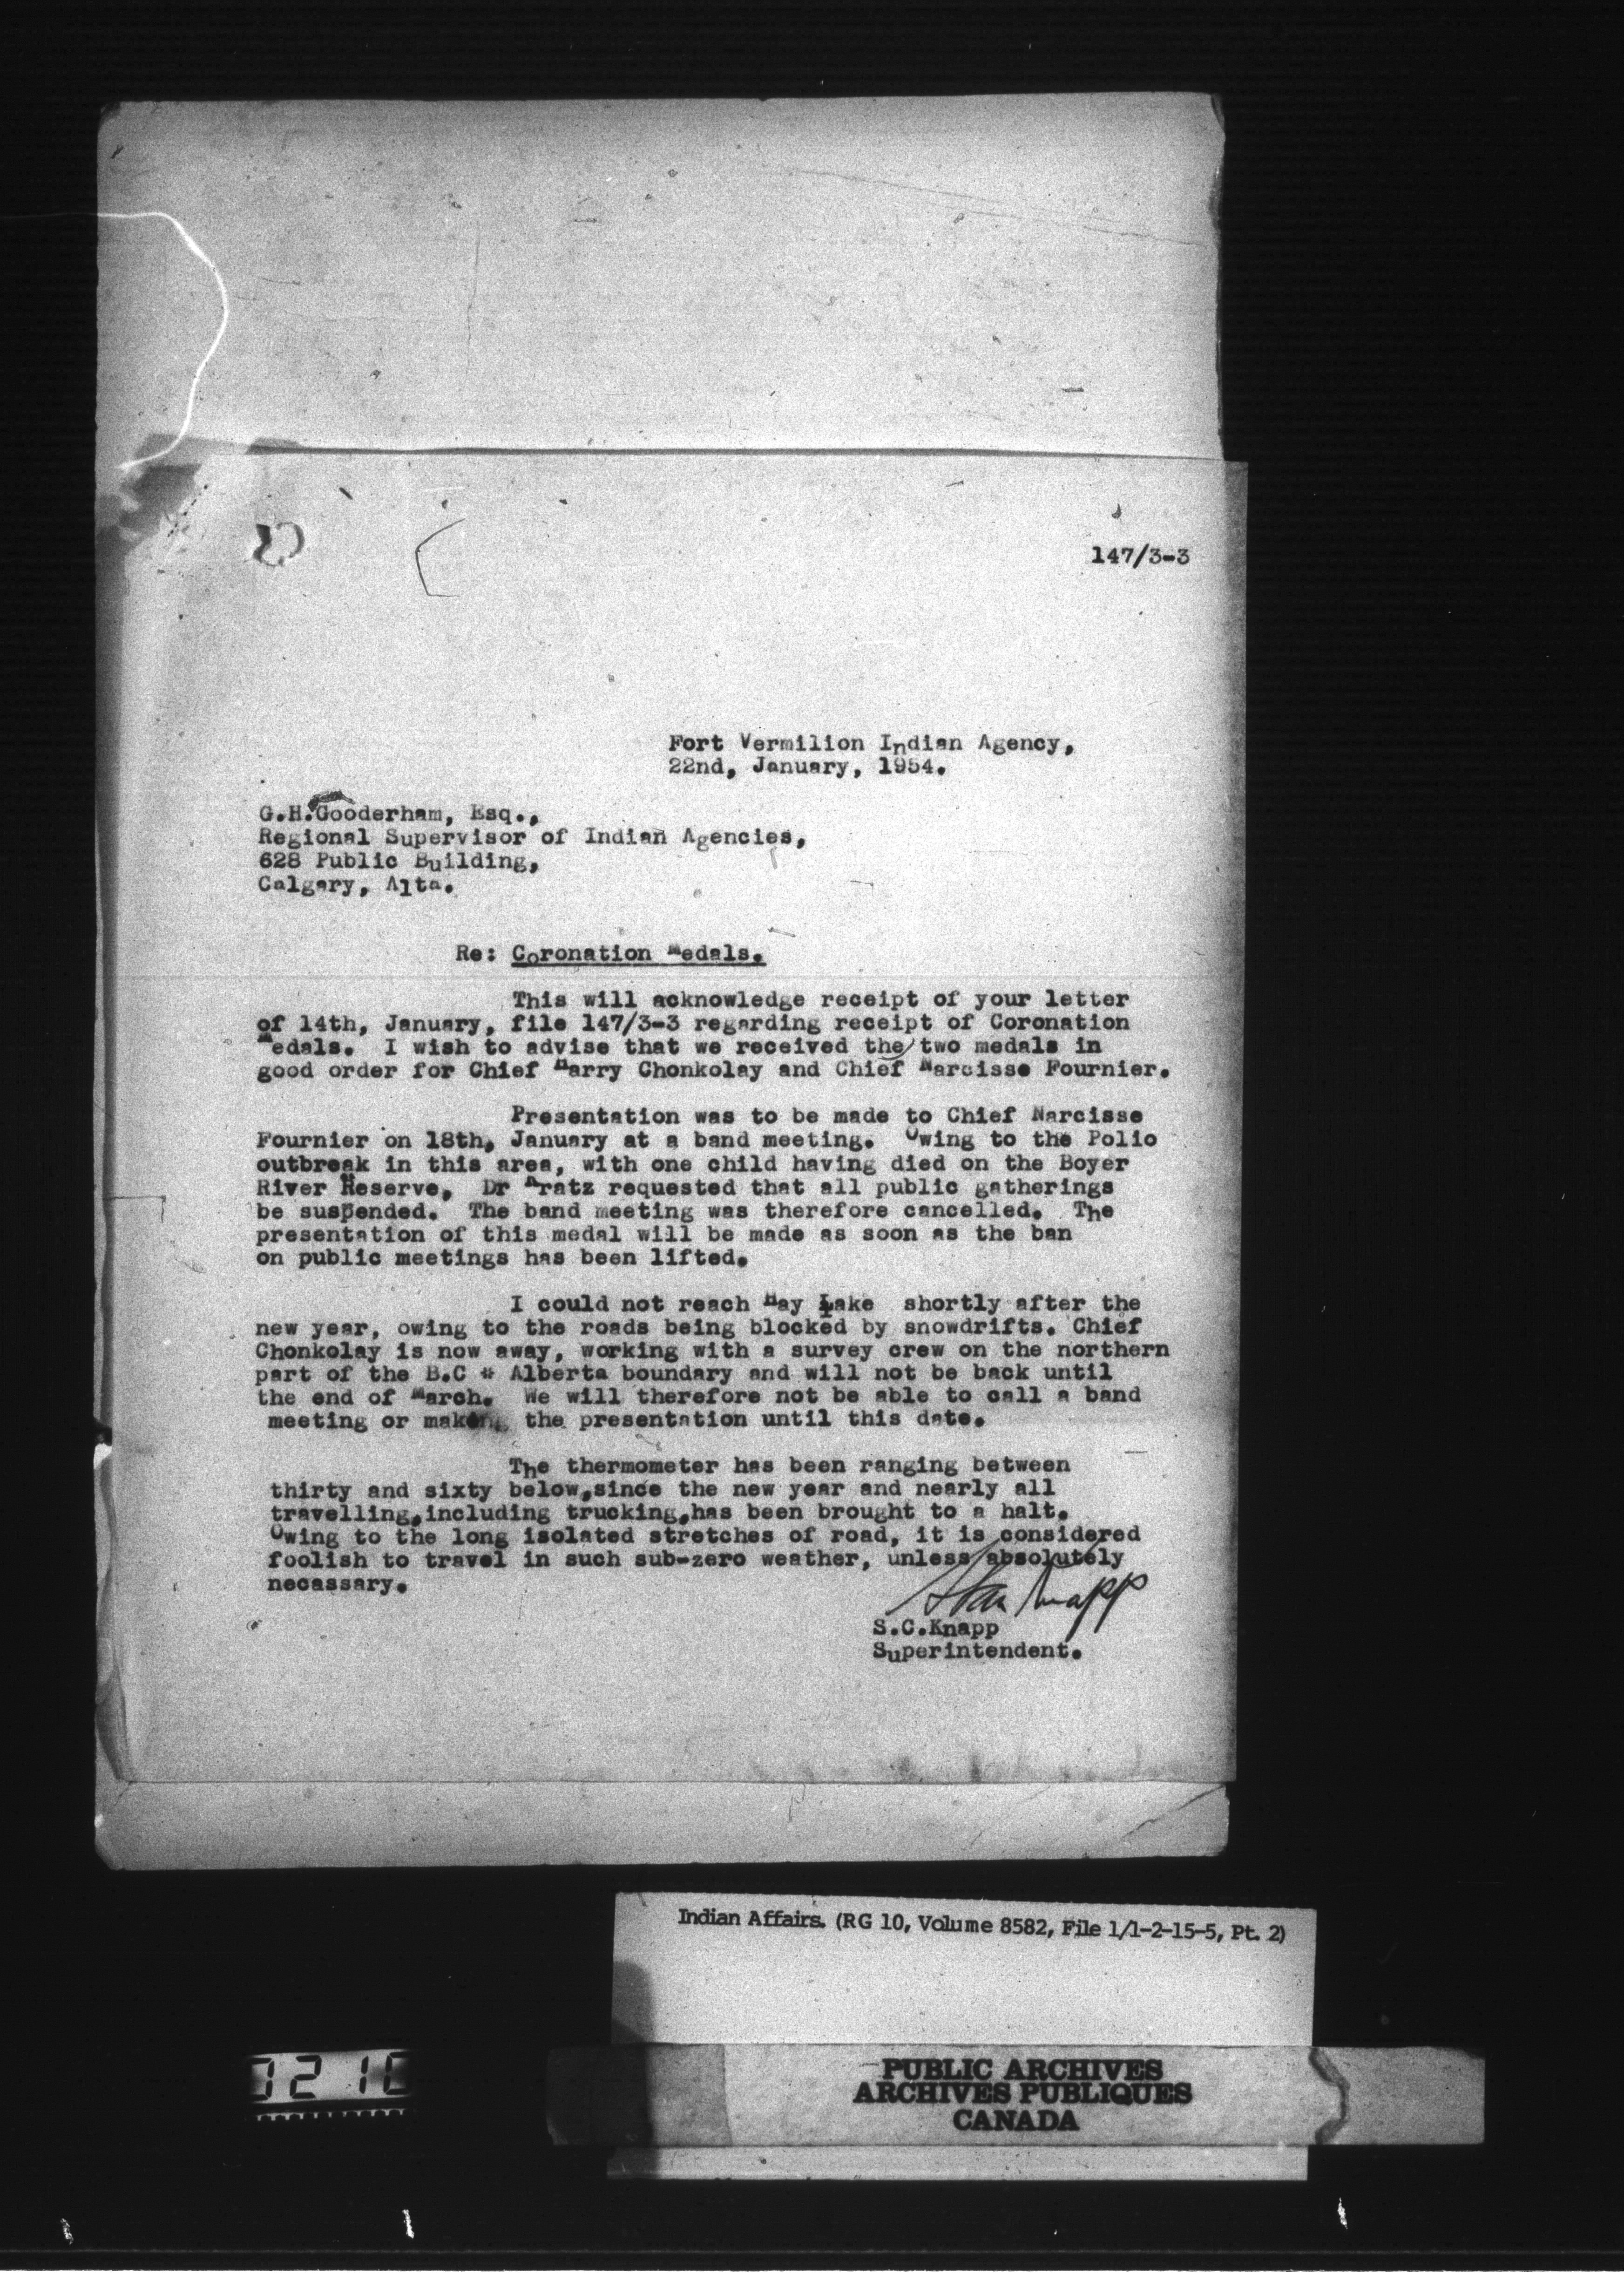 147/3-3
Fort Vermilion Indian Agency,
22nd, January, 1954.
G.H.Gooderham, Esq.,
Regional Supervisor of Indian Agencies,
628 Public Building,
Calgary, Alta.
Re: Coronation Medals.
This will acknowledge receipt of your letter
of 14th, January, file 147/3-3 regarding receipt of Coronation
Medals. I wish to advise that we received the two medals in
good order for Chief Harry Chonkolay and Chief Narcisse Fournier.
Presentation was to be made to Chief Narcisse
Fournier on 18th, January at a band meeting. Owing to the Polio
outbreak in this area, with one child having died on the Boyer
River Reserve, Dr requested that all public gatherings
be suspended. The band meeting was therefore cancelled. The
presentation of this medal will be made as soon as the ban
on public meetings has been lifted.
I could not reach Hay Lake shortly after the
new year, owing to the roads being blocked by snowdrifts. Chief
Chonkolay is now away, working with a survey crew on the northern
part of the B.C * Alberta boundary and will not be back until
the end of March. We will therefore not be able to call a band
meeting or making the presentation until this date.
The thermometer has been ranging between
thirty and sixty below,since the new year and nearly all
travelling,including trucking,has been brought to a halt.
Owing to the long isolated stretches of road, it is considered
foolish to travel in such sub-zero weather, unless absolutely
necassary.
Stan Knapp
S.C.Knapp
Superintendent.
Indian Affairs. (RG 10, Volume 8582, File 1/1-2-15-5, Pt. 2)
PUBLIC ARCHIVES
ARCHIVES PUBLIQUES
CANADA